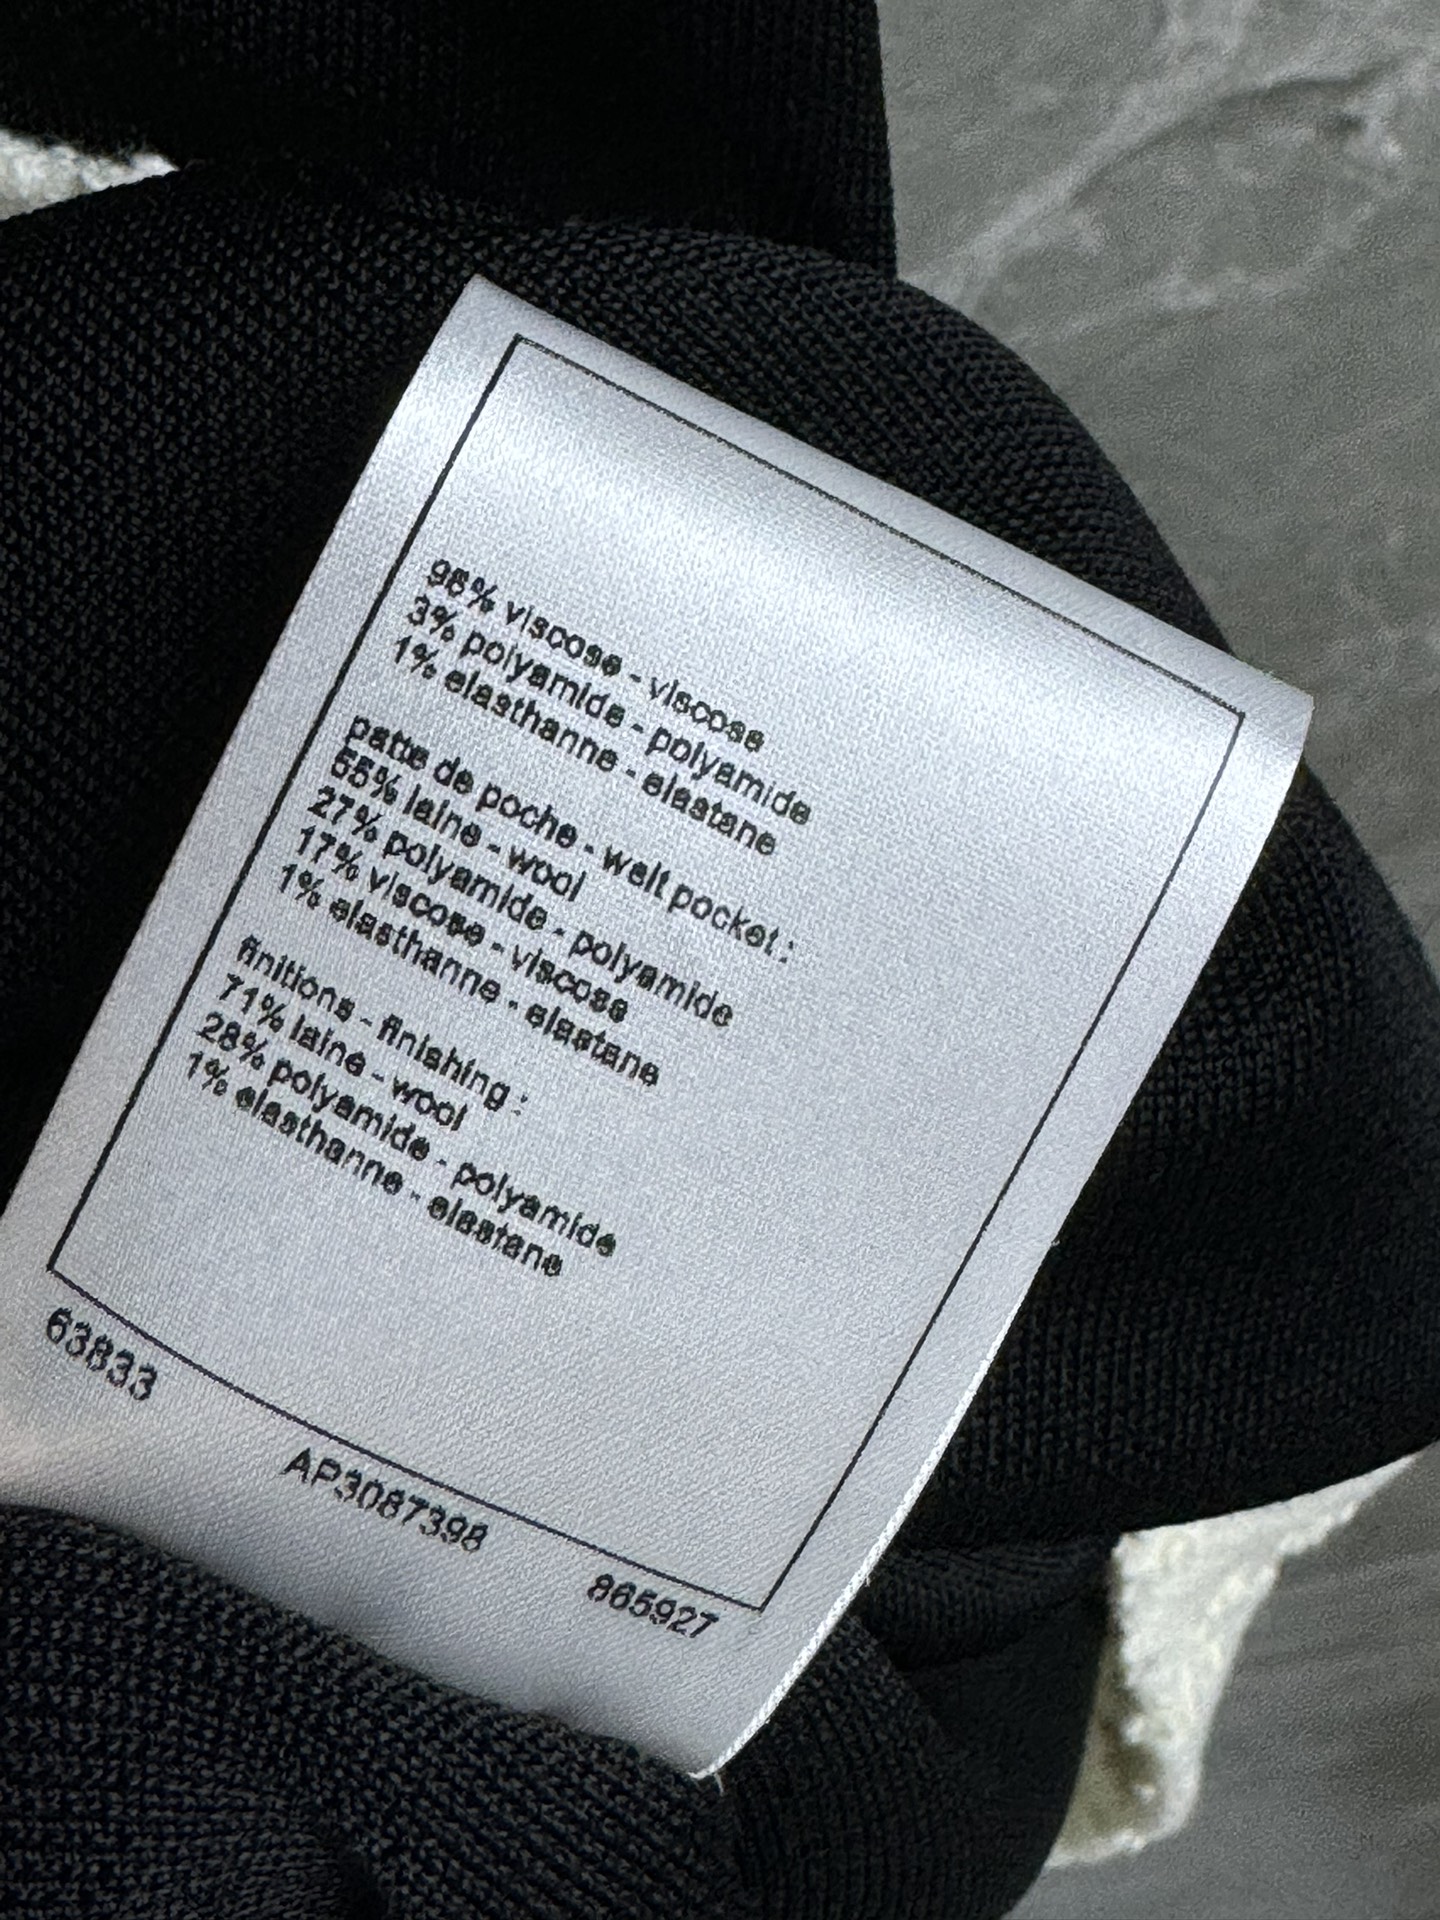 96% viscose - viscose
3% polyamide - polyamide
1% elasthanne - elastane
patte de poche - welt pocket :
55% laine - wool
27% polyamide - polyamide
17% viscose - viscose
1% elasthanne - elastane
finitions - finishing :
71% laine - wool
28% polyamide - polyamide
1% elasthanne - elastane
63833
AP3087398
865927